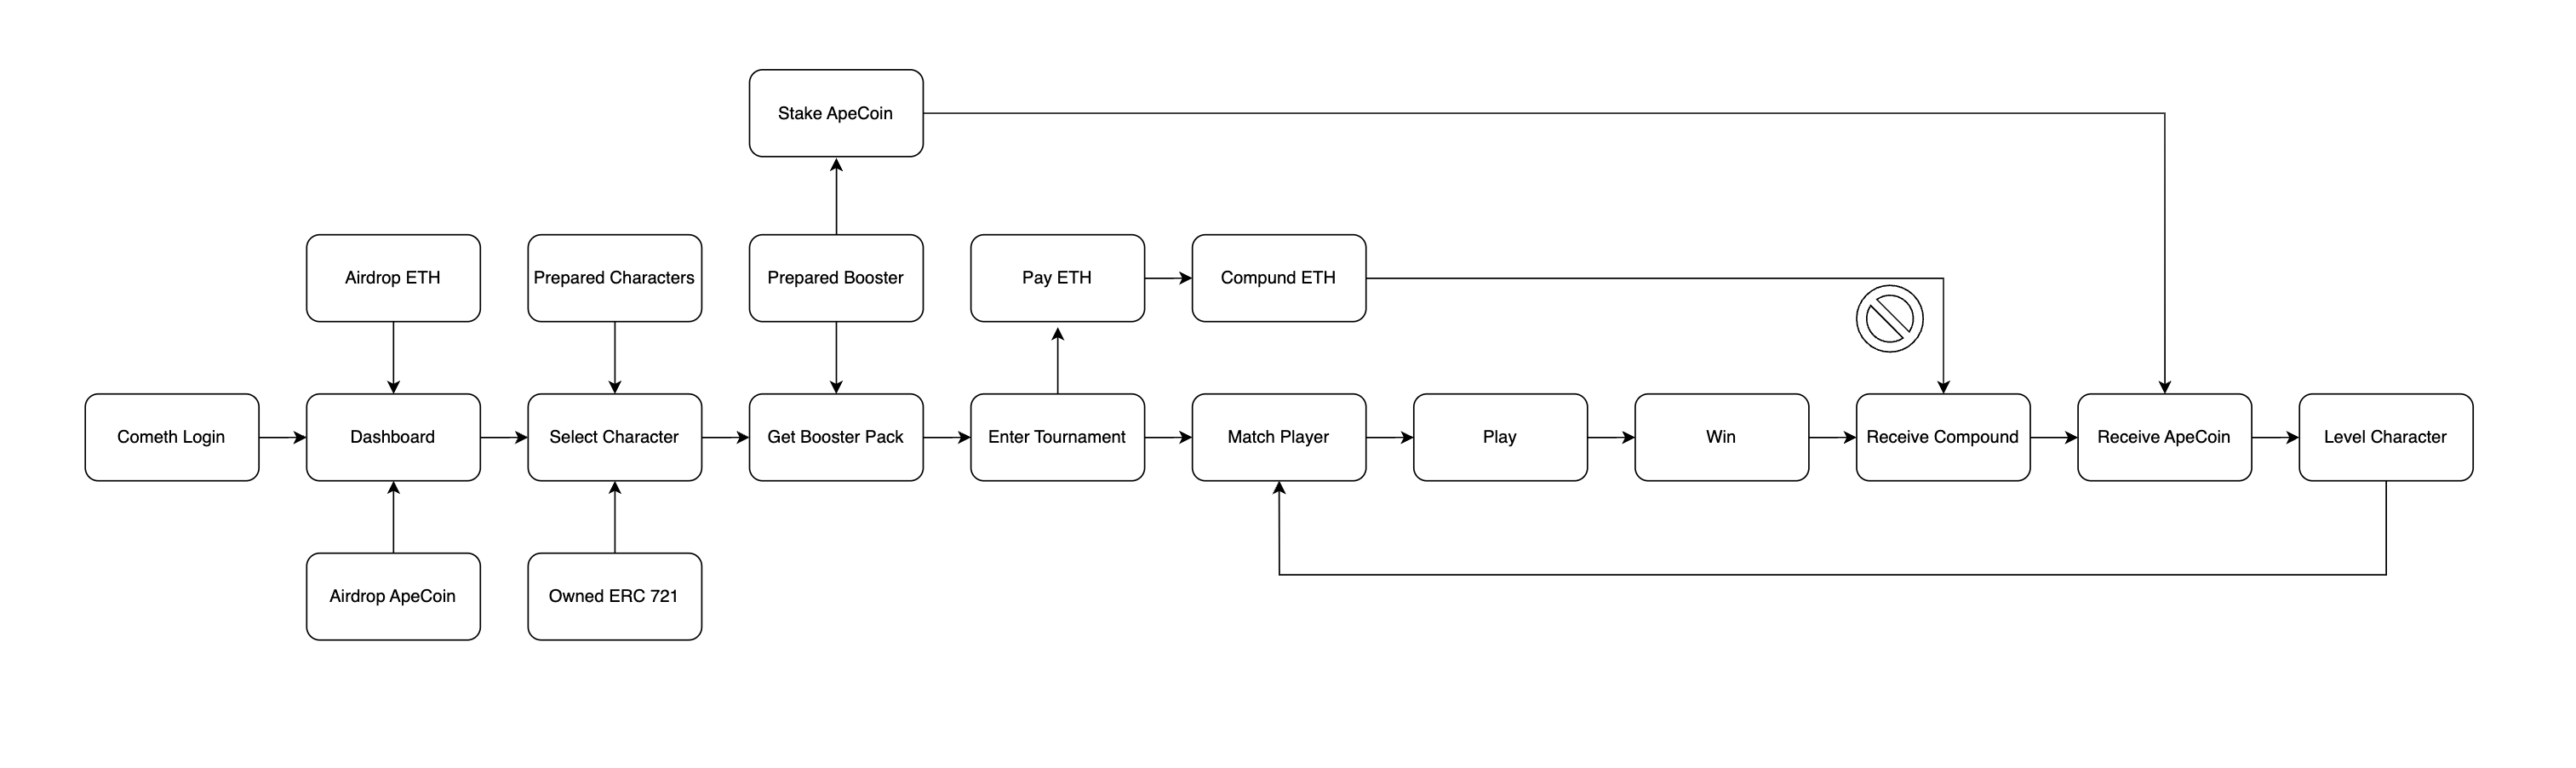 Stake ApeCoin
Airdrop ETH
Prepared Characters
Prepared Booster
Pay ETH
Compund ETH
Cometh Login
Dashboard
Select Character
Get Booster Pack
Enter Tournament
Match Player
Play
Win
Receive Compound
Receive ApeCoin
Level Character
Airdrop ApeCoin
Owned ERC 721